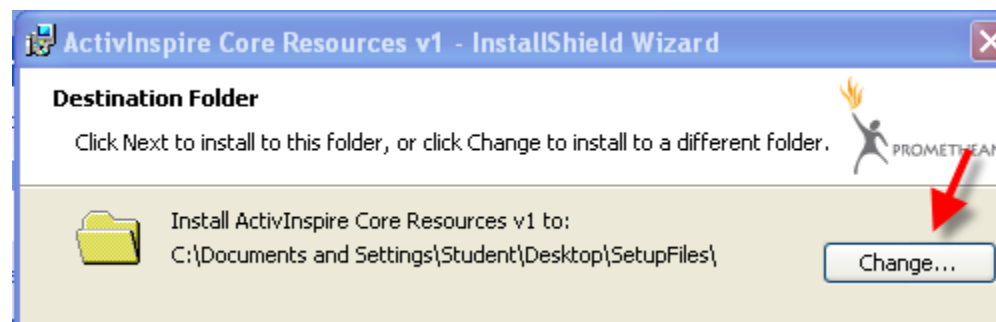 ActivInspire Core Resources v1 - InstallShield Wizard
Destination Folder
Click Next to install to this folder, or click Change to install to a different folder.
PROMETHEAN
Install ActivInspire Core Resources v1 to:
C:\Documents and Settings\Student\Desktop\SetupFiles\
Change...